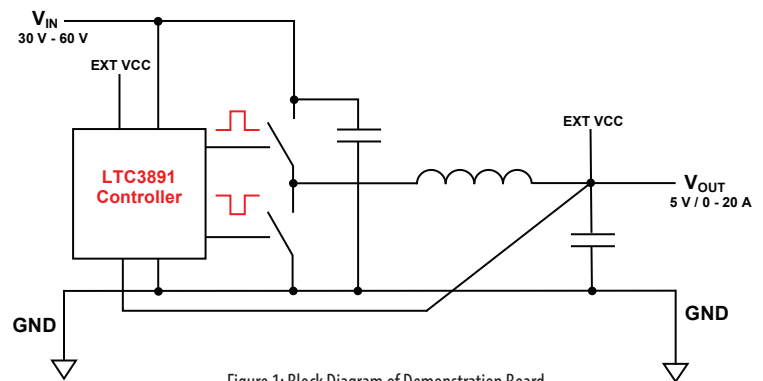 VIN
30 V - 60 V
EXT VCC
EXT VCC
LTC3891
Controller
VOUT
5 V / 0 - 20 A
GND
GND
Figure 1: Block Diagram of Demonstration Board